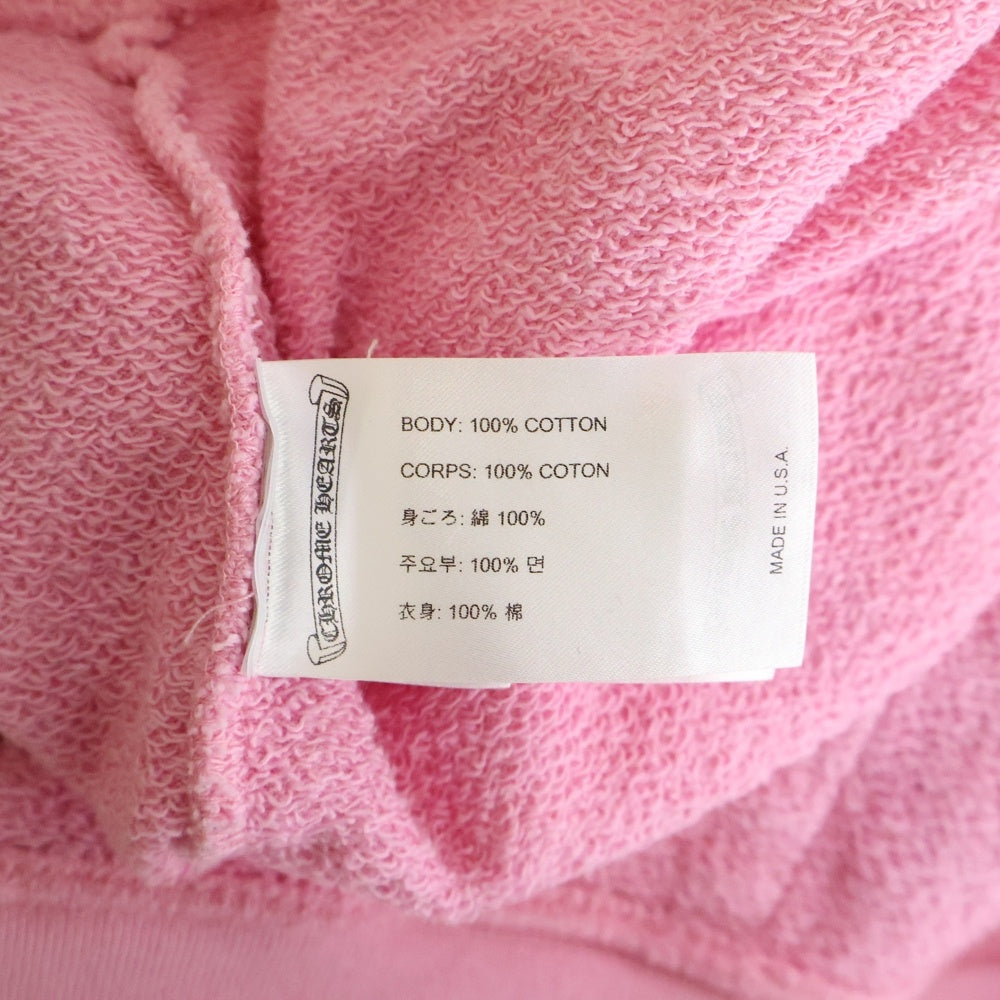 CHROME HEARTS
BODY: 100% COTTON
CORPS: 100% COTON
身ごろ: 綿 100%
주요부: 100% 면
衣身: 100% 棉
MADE IN U.S.A.